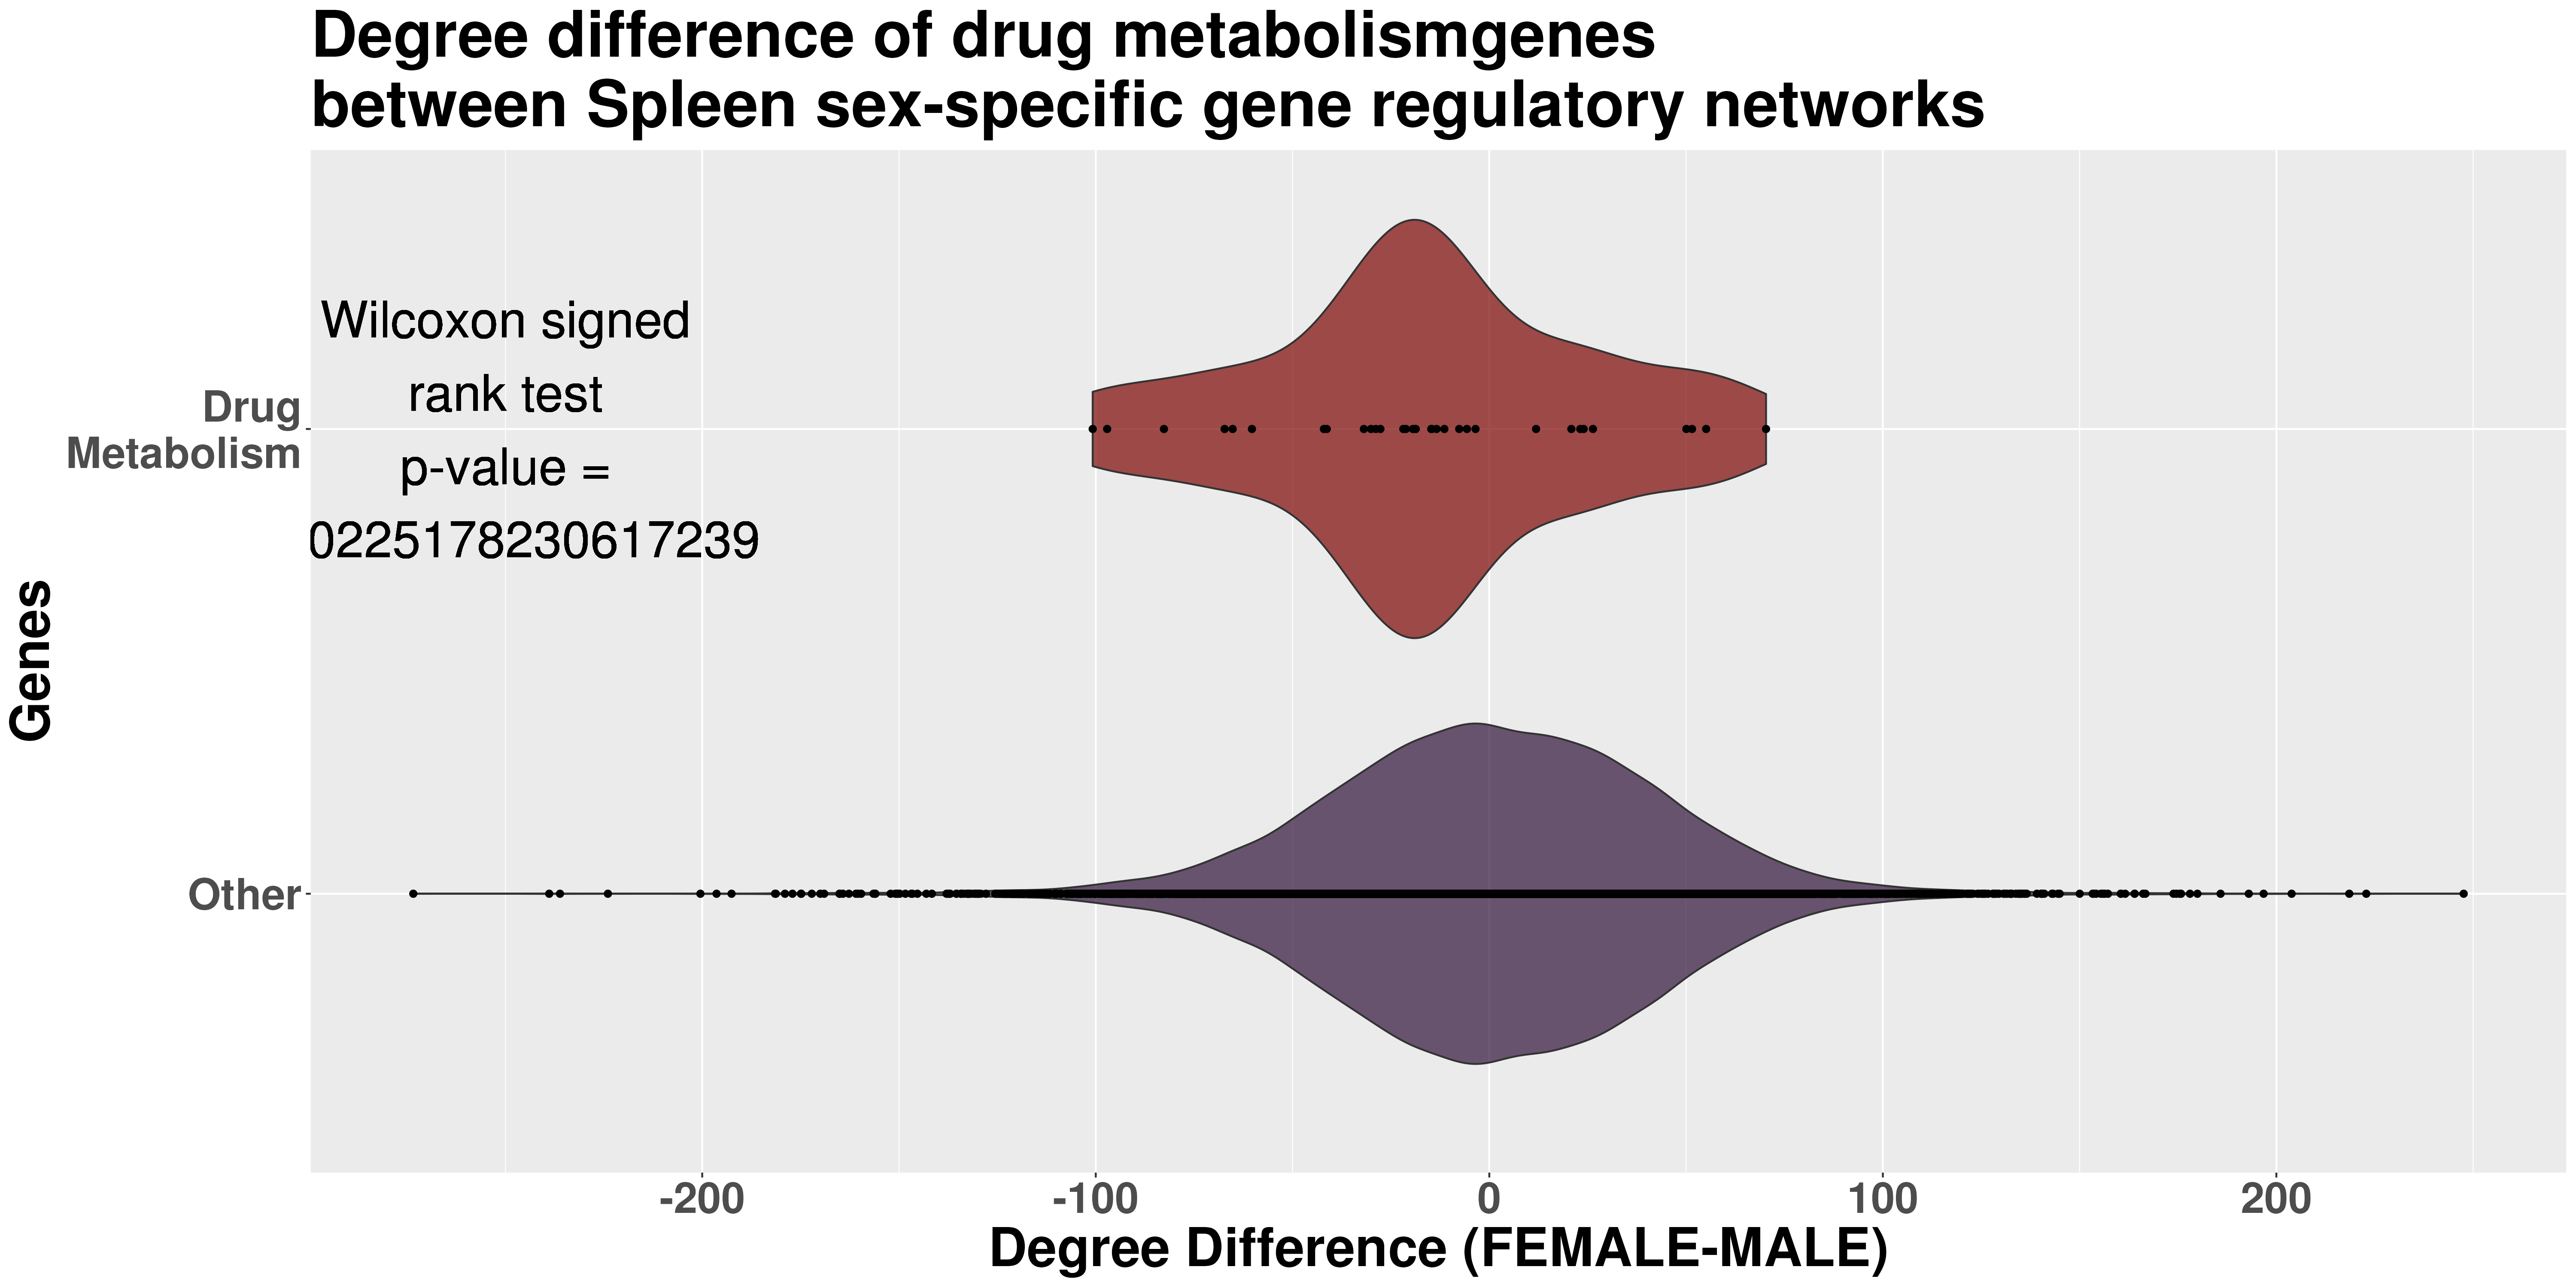 Degree difference of drug metabolismgenes
between Spleen sex-specific gene regulatory networks
Wilcoxon signed
rank test
p-value =
0225178230617239
Drug
Metabolism
Other
Genes
-200
-100
0
100
200
Degree Difference (FEMALE-MALE)